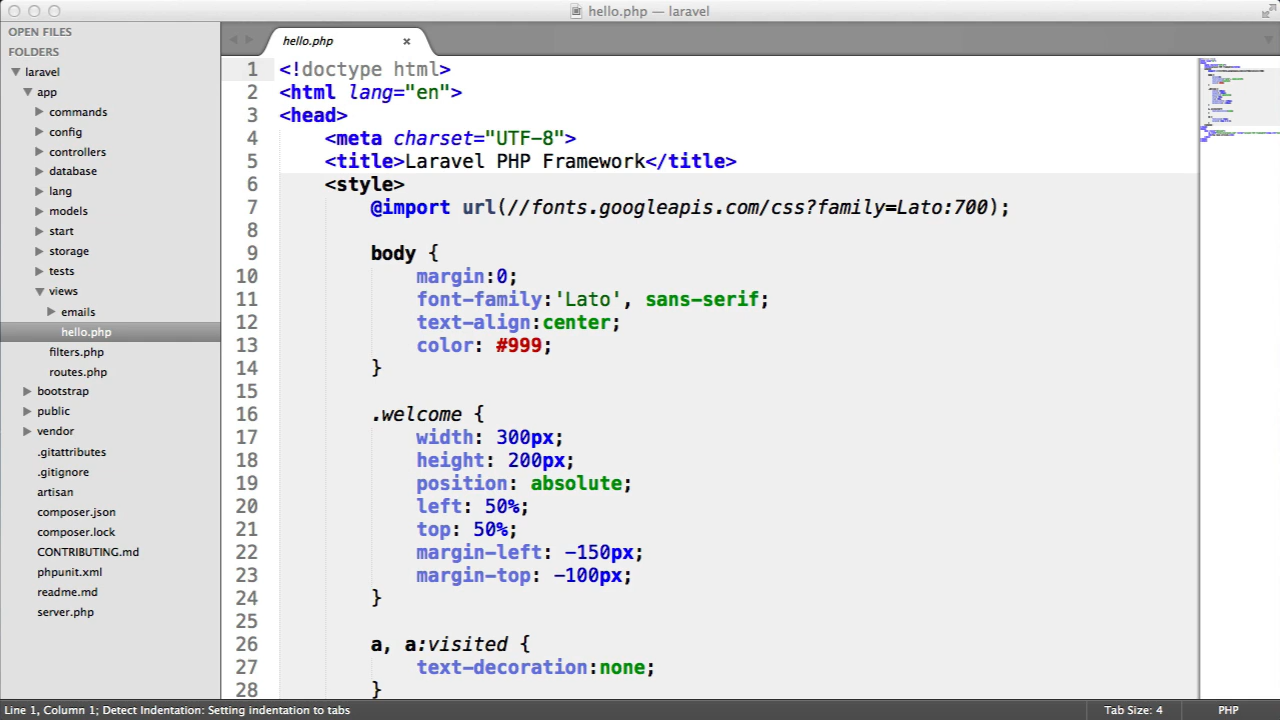 hello.php — laravel
OPEN FILES
FOLDERS
laravel
app
commands
config
controllers
database
lang
models
start
storage
tests
views
emails
hello.php
filters.php
routes.php
bootstrap
public
vendor
.gitattributes
.gitignore
artisan
composer.json
composer.lock
CONTRIBUTING.md
phpunit.xml
readme.md
server.php
hello.php ×
1 <!doctype html>
2 <html lang="en">
3 <head>
4 <meta charset="UTF-8">
5 <title>Laravel PHP Framework</title>
6 <style>
7 @import url(//fonts.googleapis.com/css?family=Lato:700);
8
9 body {
10 margin:0;
11 font-family:'Lato', sans-serif;
12 text-align:center;
13 color: #999;
14 }
15
16 .welcome {
17 width: 300px;
18 height: 200px;
19 position: absolute;
20 left: 50%;
21 top: 50%;
22 margin-left: -150px;
23 margin-top: -100px;
24 }
25
26 a, a:visited {
27 text-decoration:none;
28 }
Line 1, Column 1; Detect Indentation: Setting indentation to tabs
Tab Size: 4
PHP